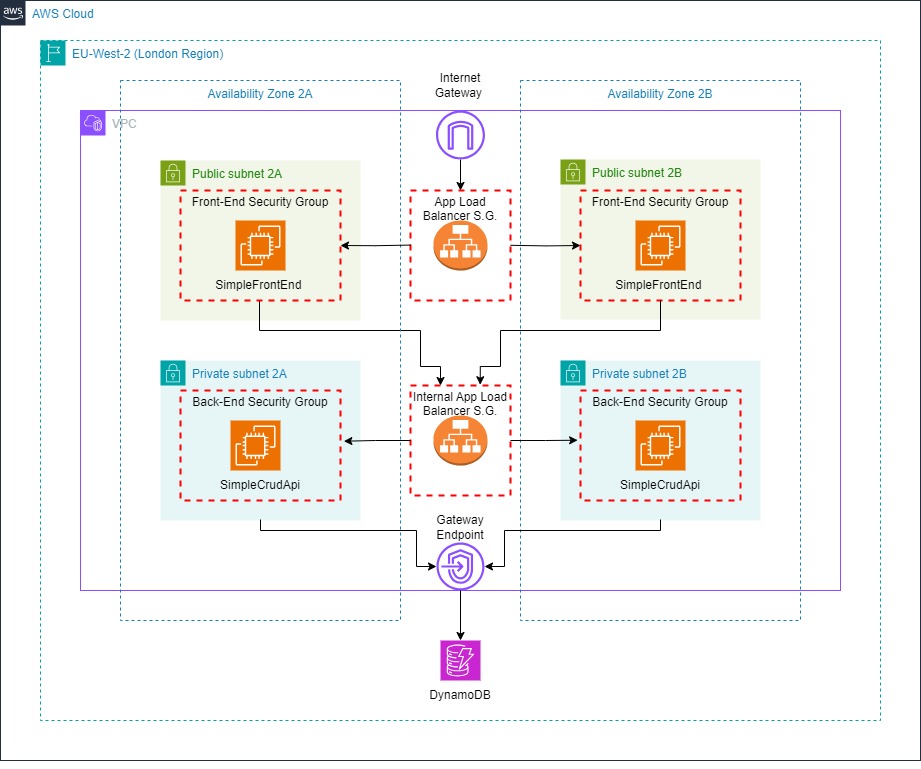 aws
AWS Cloud
EU-West-2 (London Region)
Availability Zone 2A
Internet
Gateway
Availability Zone 2B
VPC
Public subnet 2A
Front-End Security Group
SimpleFrontEnd
App Load
Balancer S.G.
Public subnet 2B
Front-End Security Group
SimpleFrontEnd
Private subnet 2A
Back-End Security Group
SimpleCrudApi
Internal App Load
Balancer S.G.
Private subnet 2B
Back-End Security Group
SimpleCrudApi
Gateway
Endpoint
DynamoDB